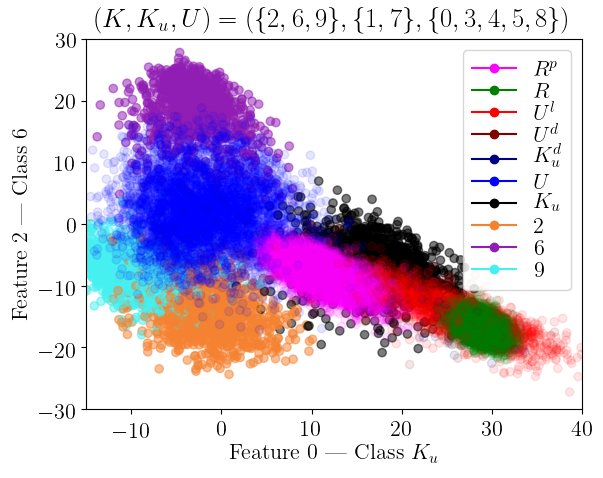 (K, K_u, U) = ({2, 6, 9}, {1, 7}, {0, 3, 4, 5, 8})
30
20
10
0
−10
−20
−30
Feature 2 — Class 6
R^p
R
U^l
U^d
K_u^d
U
K_u
2
6
9
−10
0
10
20
30
40
Feature 0 — Class K_u